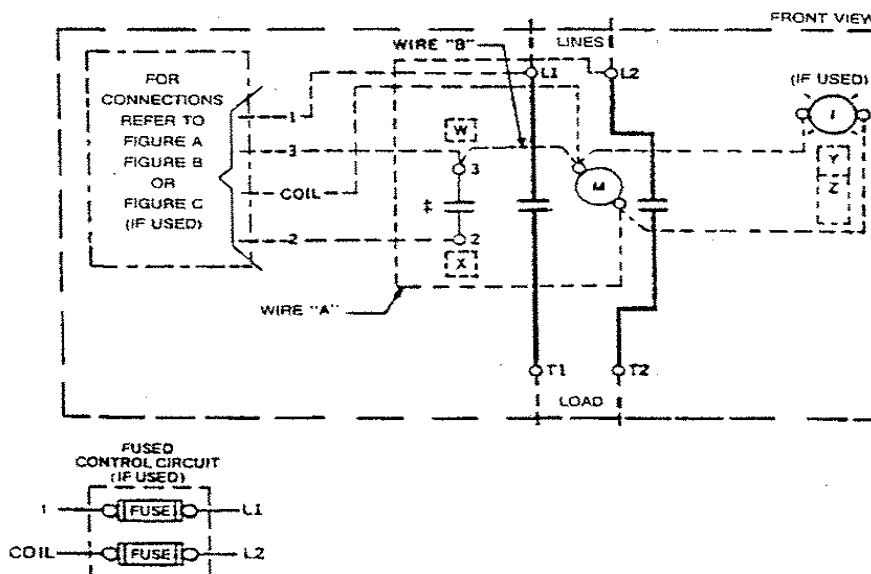 FRONT VIEW
WIRE "B"
LINES
L1
L2
(IF USED)
FOR
CONNECTIONS
REFER TO
FIGURE A
FIGURE B
OR
FIGURE C
(IF USED)
1
3
COIL
2
W
3
2
X
M
I
Y
Z
WIRE "A"
T1
T2
LOAD
FUSED
CONTROL CIRCUIT
(IF USED)
1
FUSE
L1
COIL
FUSE
L2